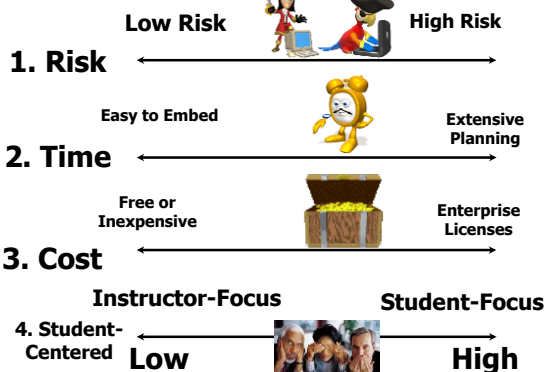 Low Risk
High Risk
1. Risk
Easy to Embed
Extensive
Planning
2. Time
Free or
Inexpensive
Enterprise
Licenses
3. Cost
Instructor-Focus
Student-Focus
4. Student-
Centered
Low
High